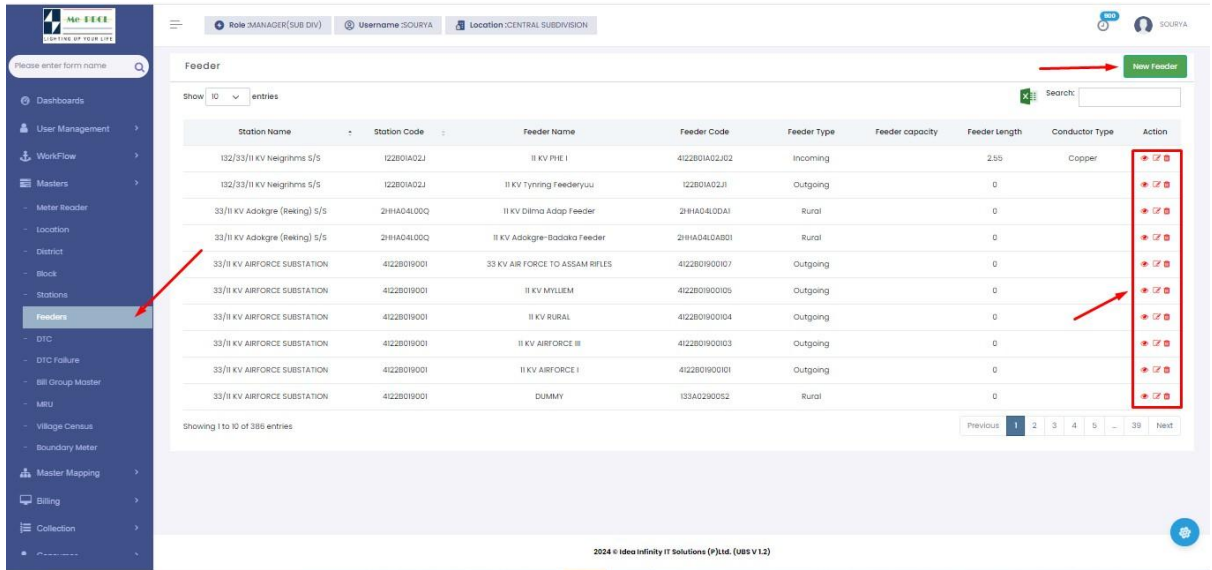 Me-PDCL
LIGHTING UP YOUR LIFE
Role :MANAGER(SUB DIV) Username :SOURYA Location :CENTRAL SUBDIVISION
600
SOURYA
Please enter form name
Dashboards
User Management
WorkFlow
Masters
- Meter Reader
- Location
- District
- Block
- Stations
Feeders
- DTC
- DTC Failure
- Bill Group Master
- MRU
- Village Census
- Boundary Meter
Master Mapping
Billing
Collection
Consumer
Feeder
New Feeder
Show 10 entries
Search:
Station Name Station Code Feeder Name Feeder Code Feeder Type Feeder capacity Feeder Length Conductor Type Action
132/33/11 KV Neigrihms S/S 122B01A02J 11 KV PHE I 4122B01A02J02 Incoming 2.55 Copper
132/33/11 KV Neigrihms S/S 122B01A02J 11 KV Tynring Feederyuu 122B01A02J1 Outgoing 0
33/11 KV Adokgre (Reking) S/S 2HHA04L00Q 11 KV Dilma Adap Feeder 2HHA04L0DA1 Rural 0
33/11 KV Adokgre (Reking) S/S 2HHA04L00Q 11 KV Adokgre-Badaka Feeder 2HHA04L0AB01 Rural 0
33/11 KV AIRFORCE SUBSTATION 4122B019001 33 KV AIR FORCE TO ASSAM RIFLES 4122B01900107 Outgoing 0
33/11 KV AIRFORCE SUBSTATION 4122B019001 11 KV MYLLIEM 4122B01900105 Outgoing 0
33/11 KV AIRFORCE SUBSTATION 4122B019001 11 KV RURAL 4122B01900104 Outgoing 0
33/11 KV AIRFORCE SUBSTATION 4122B019001 11 KV AIRFORCE III 4122B01900103 Outgoing 0
33/11 KV AIRFORCE SUBSTATION 4122B019001 11 KV AIRFORCE I 4122B01900101 Outgoing 0
33/11 KV AIRFORCE SUBSTATION 4122B019001 DUMMY 133A0290052 Rural 0
Showing 1 to 10 of 386 entries
Previous 1 2 3 4 5 … 39 Next
2024 © Idea Infinity IT Solutions (P)Ltd. (UBS V 1.2)